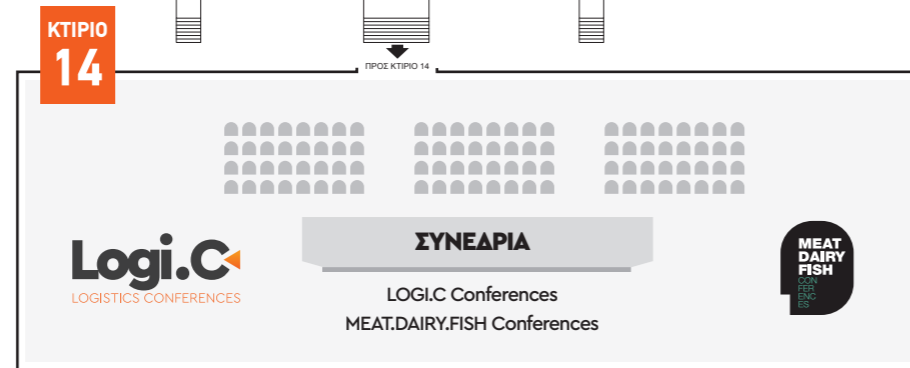 ΚΤΙΡΙΟ
14
ΠΡΟΣ ΚΤΙΡΙΟ 14
ΣΥΝΕΔΡΙΑ
Logi.C
LOGISTICS CONFERENCES
LOGI.C Conferences
MEAT.DAIRY.FISH Conferences
MEAT
DAIRY
FISH
CON
FER
ENC
ES